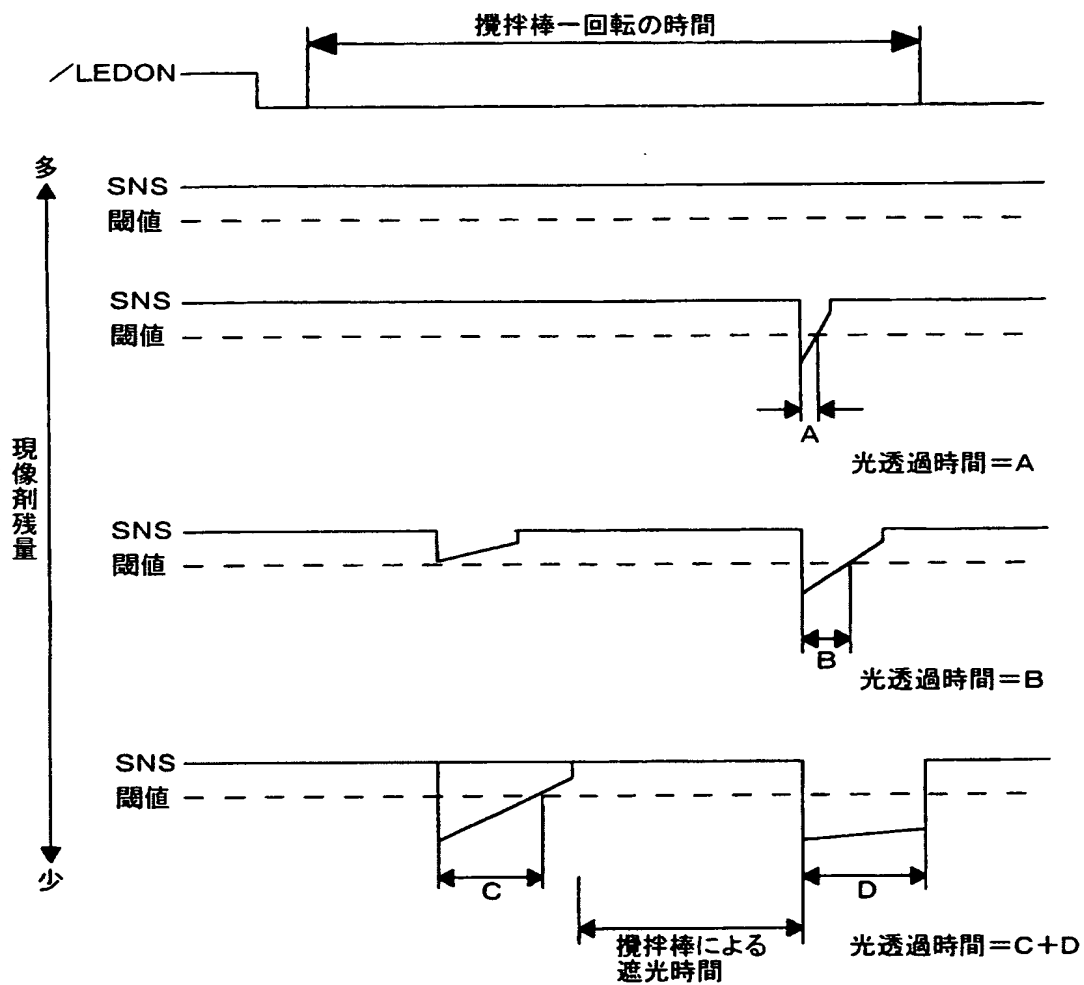 攪拌棒一回転の時間
/LEDON
多
SNS
閾値
SNS
閾値
A
光透過時間=A
現像剤残量
SNS
閾値
B
光透過時間=B
SNS
閾値
少
C
D
攪拌棒による
遮光時間
光透過時間=C+D